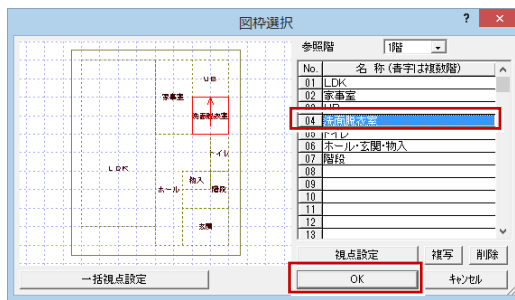 図枠選択
? ×
参照階 1階
No. 名 称(青字は複数階)
01 LDK
02 家事室
03 UB
04 洗面脱衣室
05 トイレ
06 ホール・玄関・物入
07 階段
08
09
10
11
12
13
UB
家事室
洗面脱衣室
トイレ
LDK
物入
ホール
階段
玄関
視点設定 複写 削除
一括視点設定 OK キャンセル